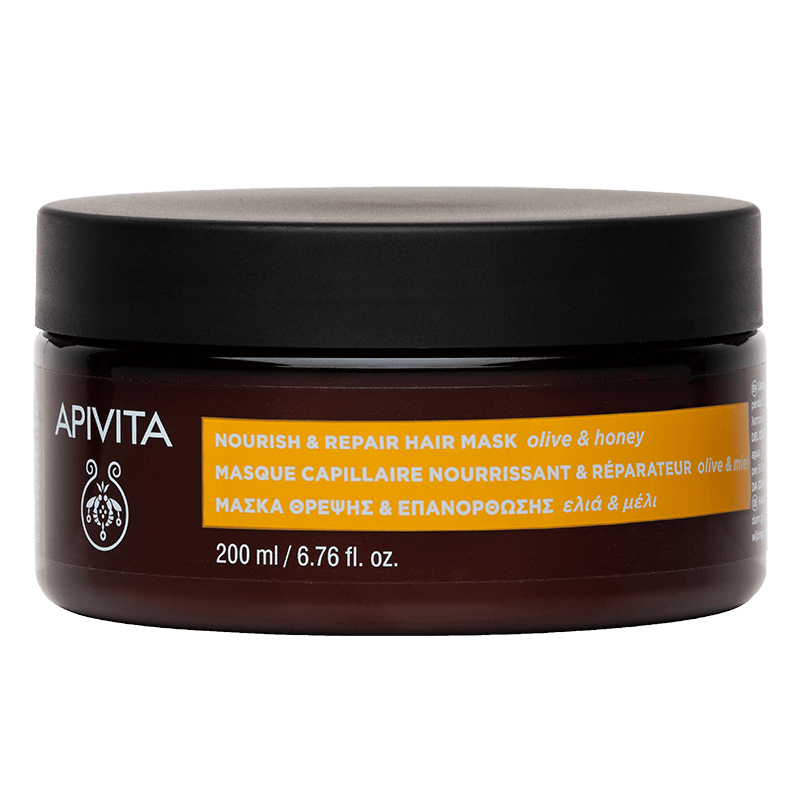 APIVITA
NOURISH & REPAIR HAIR MASK olive & honey
MASQUE CAPILLAIRE NOURRISSANT & RÉPARATEUR olive & miel
ΜΑΣΚΑ ΘΡΕΨΗΣ & ΕΠΑΝΟΡΘΩΣΗΣ ελιά & μέλι
200 ml / 6.76 fl. oz.